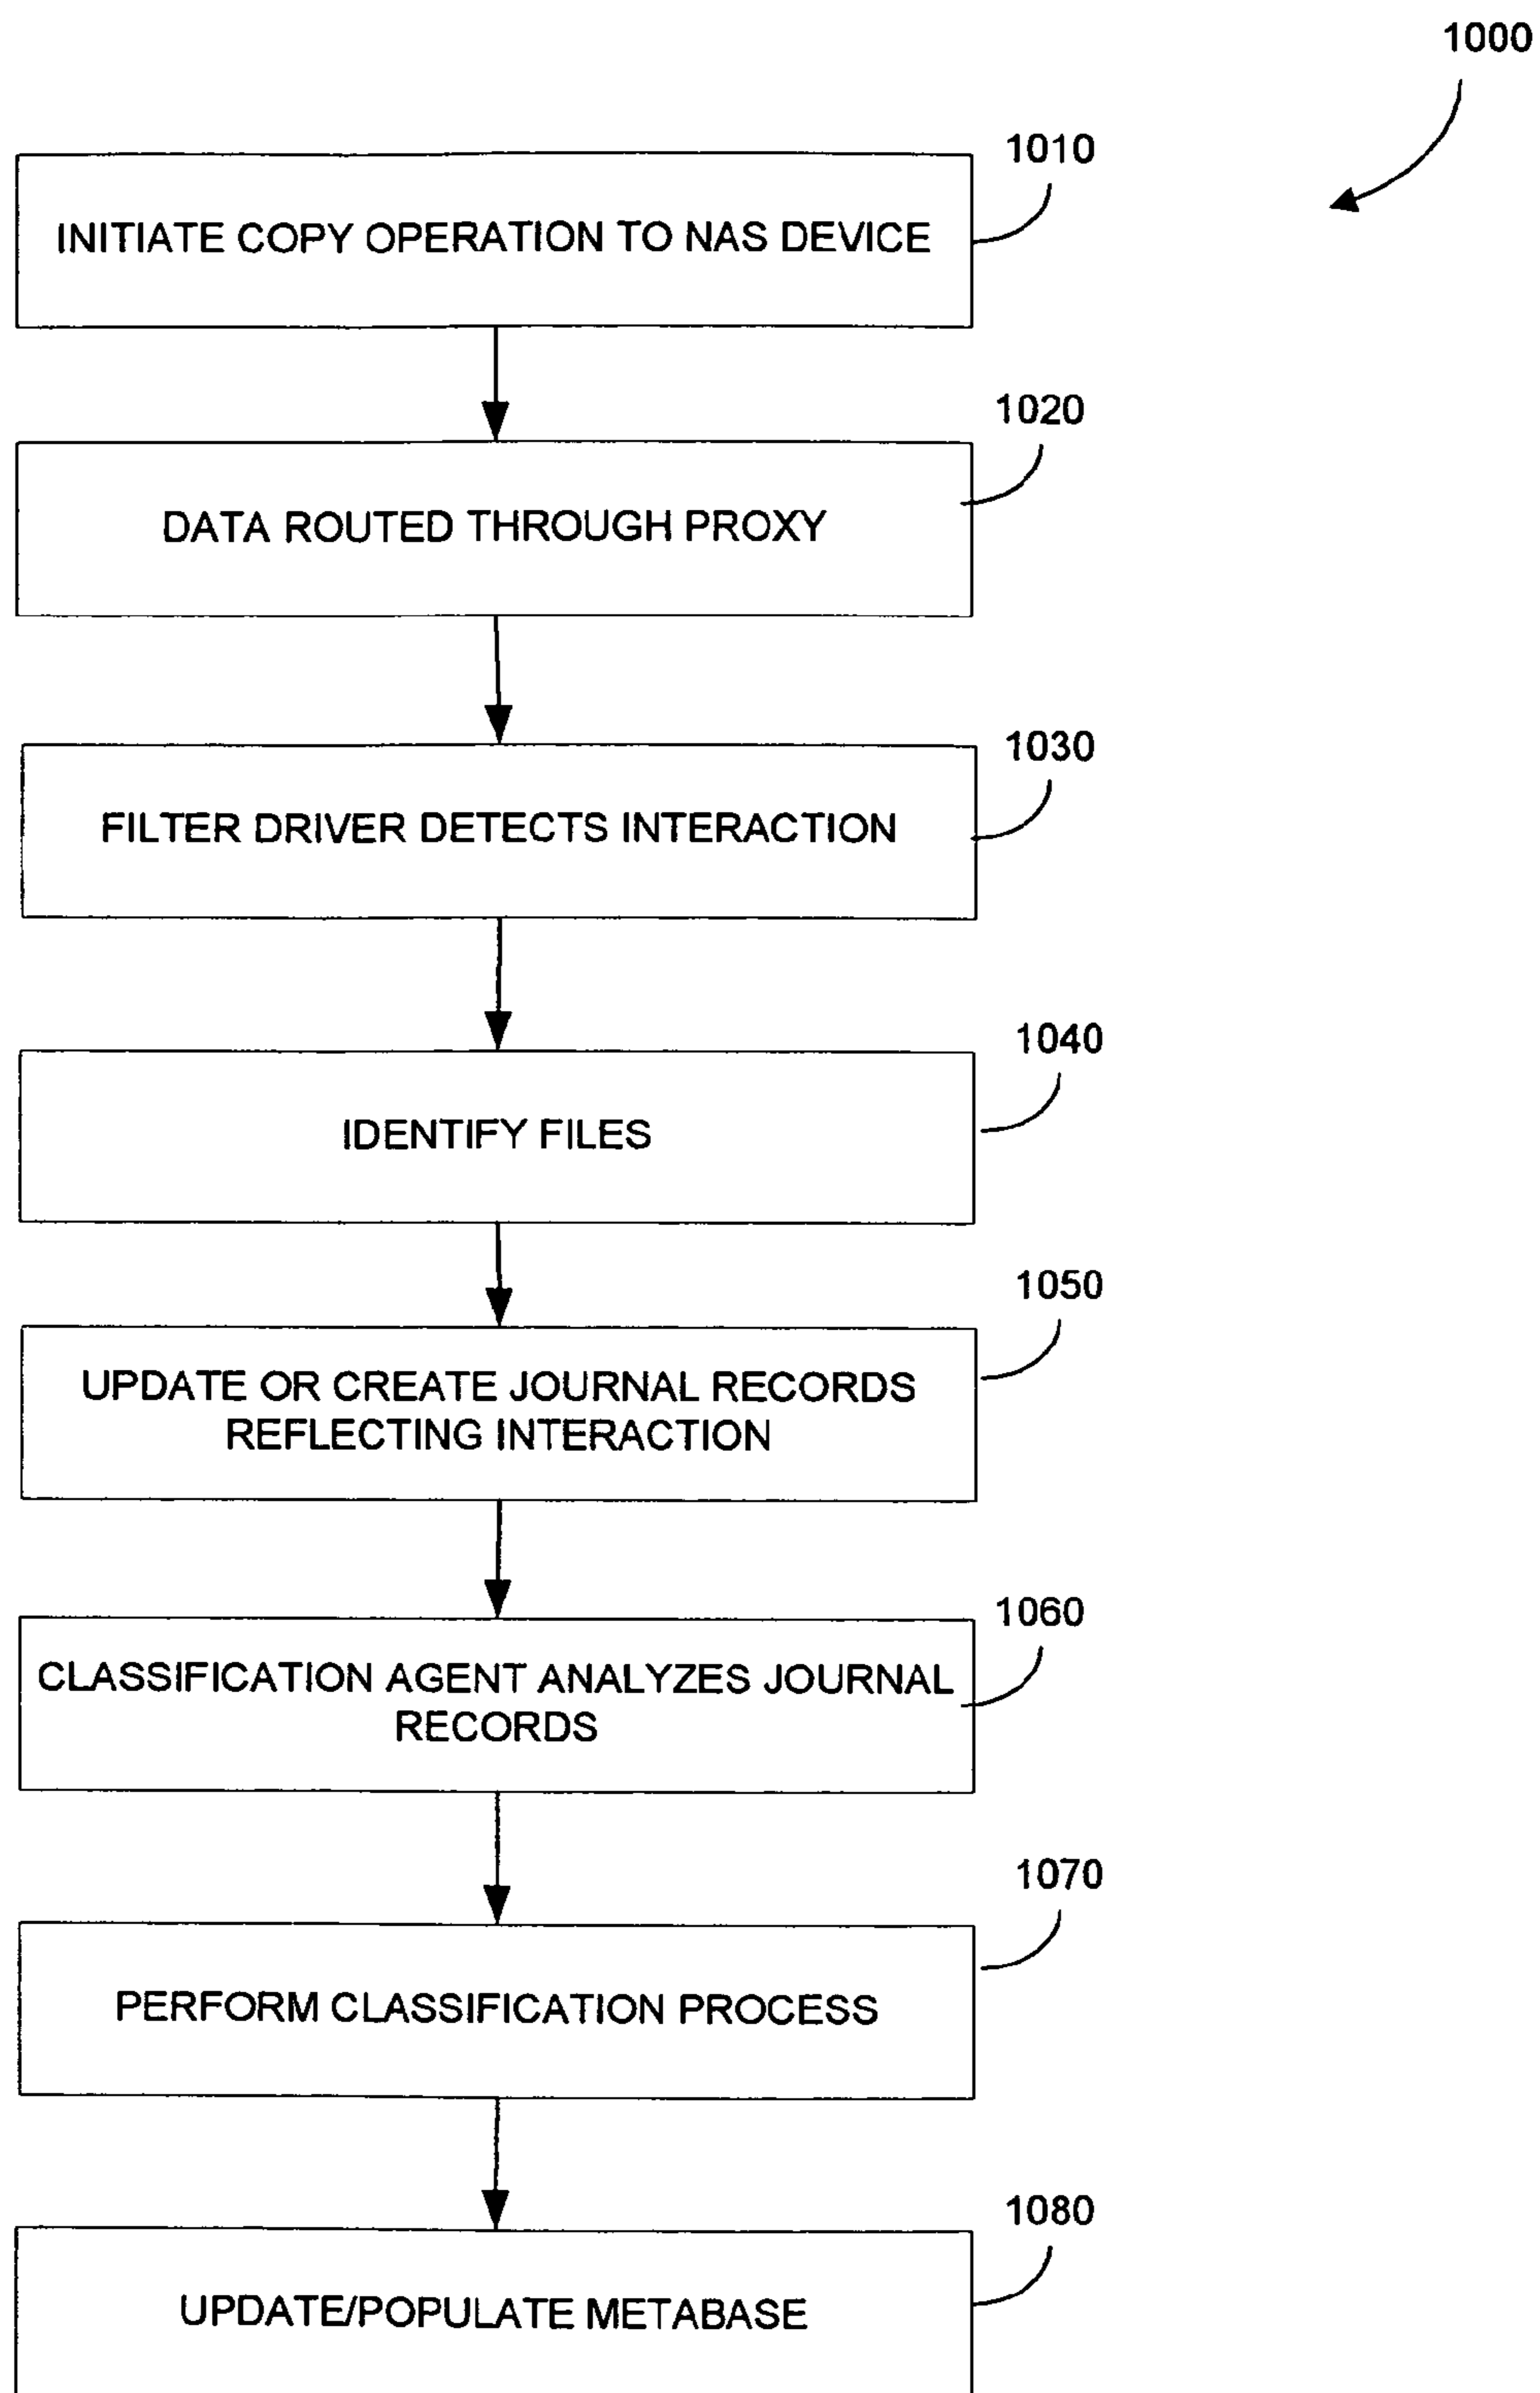 1000
1010
INITIATE COPY OPERATION TO NAS DEVICE
1020
DATA ROUTED THROUGH PROXY
1030
FILTER DRIVER DETECTS INTERACTION
1040
IDENTIFY FILES
1050
UPDATE OR CREATE JOURNAL RECORDS
REFLECTING INTERACTION
1060
CLASSIFICATION AGENT ANALYZES JOURNAL
RECORDS
1070
PERFORM CLASSIFICATION PROCESS
1080
UPDATE/POPULATE METABASE